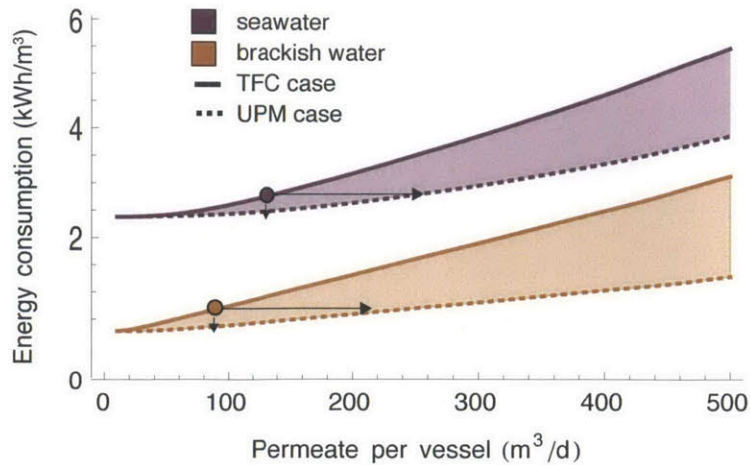 seawater
brackish water
TFC case
UPM case
Energy consumption (kWh/m³)
6
4
2
0
0 100 200 300 400 500
Permeate per vessel (m³/d)